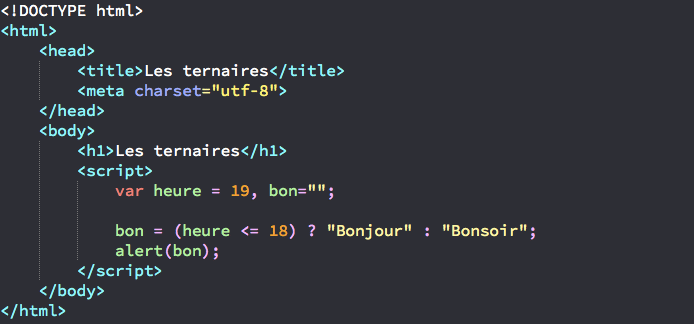 <!DOCTYPE html>
<html>
    <head>
        <title>Les ternaires</title>
        <meta charset="utf-8">
    </head>
    <body>
        <h1>Les ternaires</h1>
        <script>
            var heure = 19, bon="";

            bon = (heure <= 18) ? "Bonjour" : "Bonsoir";
            alert(bon);
        </script>
    </body>
</html>